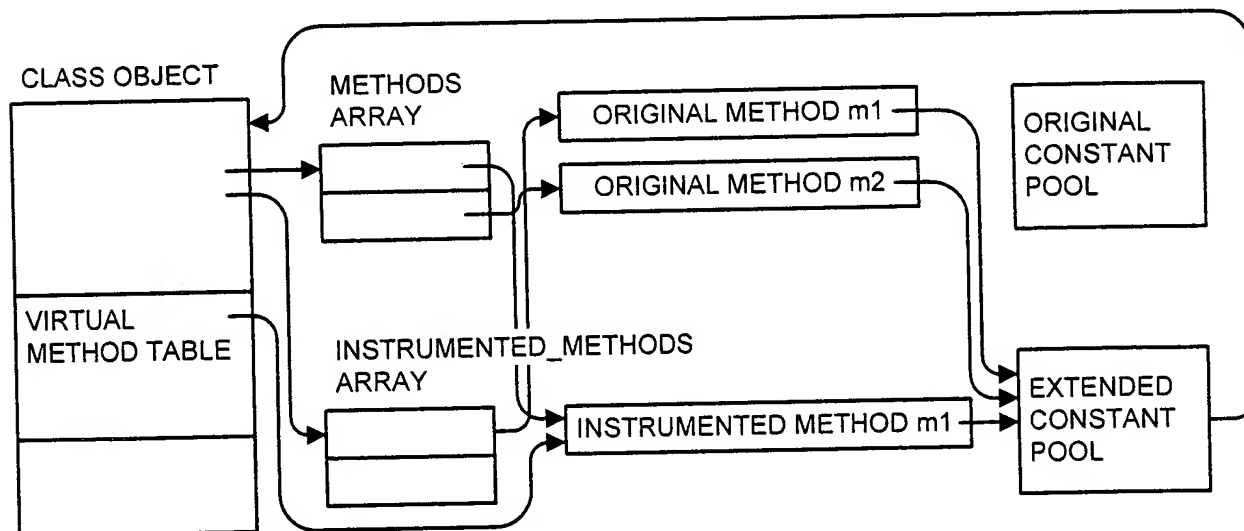 CLASS OBJECT
METHODS
ARRAY
ORIGINAL METHOD m1
ORIGINAL METHOD m2
ORIGINAL
CONSTANT
POOL
VIRTUAL
METHOD TABLE
INSTRUMENTED_METHODS
ARRAY
INSTRUMENTED METHOD m1
EXTENDED
CONSTANT
POOL